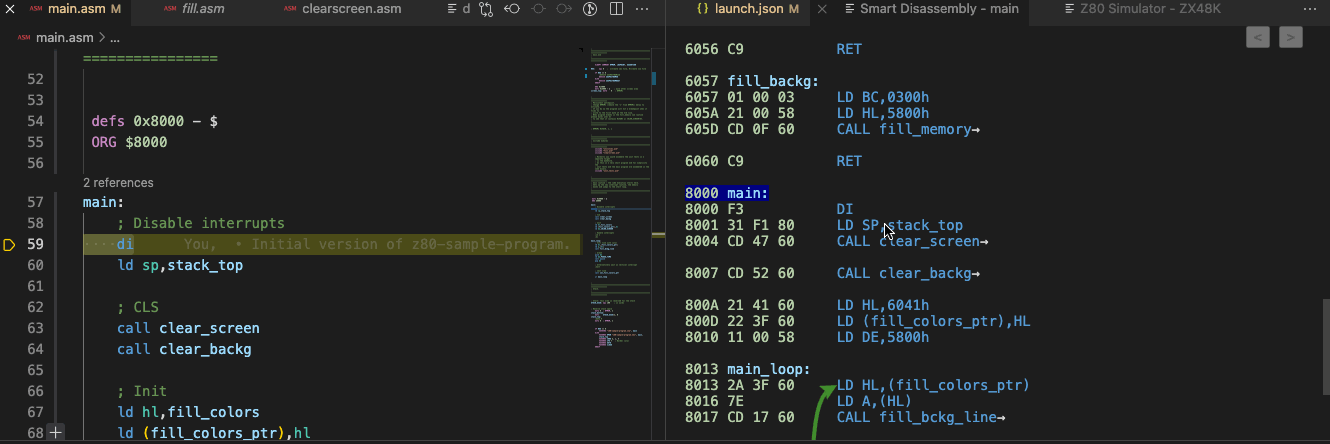 ASM main.asm M
ASM fill.asm
ASM clearscreen.asm
d
ASM main.asm > ...
================
52
53
54 defs 0x8000 - $
55 ORG $8000
56
2 references
57 main:
58 ; Disable interrupts
59 di You, • Initial version of z80-sample-program.
60 ld sp,stack_top
61
62 ; CLS
63 call clear_screen
64 call clear_backg
65
66 ; Init
67 ld hl,fill_colors
68 ld (fill_colors_ptr),hl
{} launch.json M
Smart Disassembly - main
Z80 Simulator - ZX48K
< >
6056 C9 RET
6057 fill_backg:
6057 01 00 03 LD BC,0300h
605A 21 00 58 LD HL,5800h
605D CD 0F 60 CALL fill_memory→
6060 C9 RET
8000 main:
8000 F3 DI
8001 31 F1 80 LD SP,stack_top
8004 CD 47 60 CALL clear_screen→
8007 CD 52 60 CALL clear_backg→
800A 21 41 60 LD HL,6041h
800D 22 3F 60 LD (fill_colors_ptr),HL
8010 11 00 58 LD DE,5800h
8013 main_loop:
8013 2A 3F 60 LD HL,(fill_colors_ptr)
8016 7E LD A,(HL)
8017 CD 17 60 CALL fill_bckg_line→